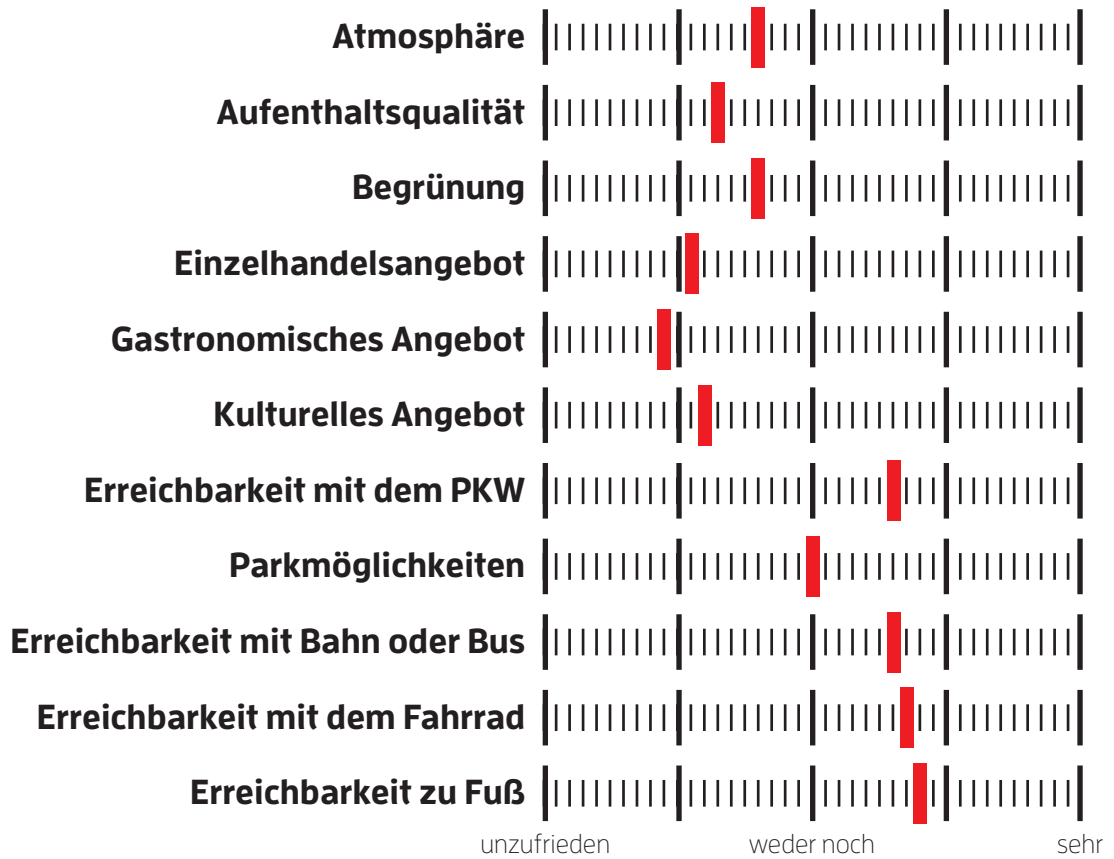 Atmosphäre
Aufenthaltsqualität
Begrünung
Einzelhandelsangebot
Gastronomisches Angebot
Kulturelles Angebot
Erreichbarkeit mit dem PKW
Parkmöglichkeiten
Erreichbarkeit mit Bahn oder Bus
Erreichbarkeit mit dem Fahrrad
Erreichbarkeit zu Fuß
unzufrieden weder noch sehr